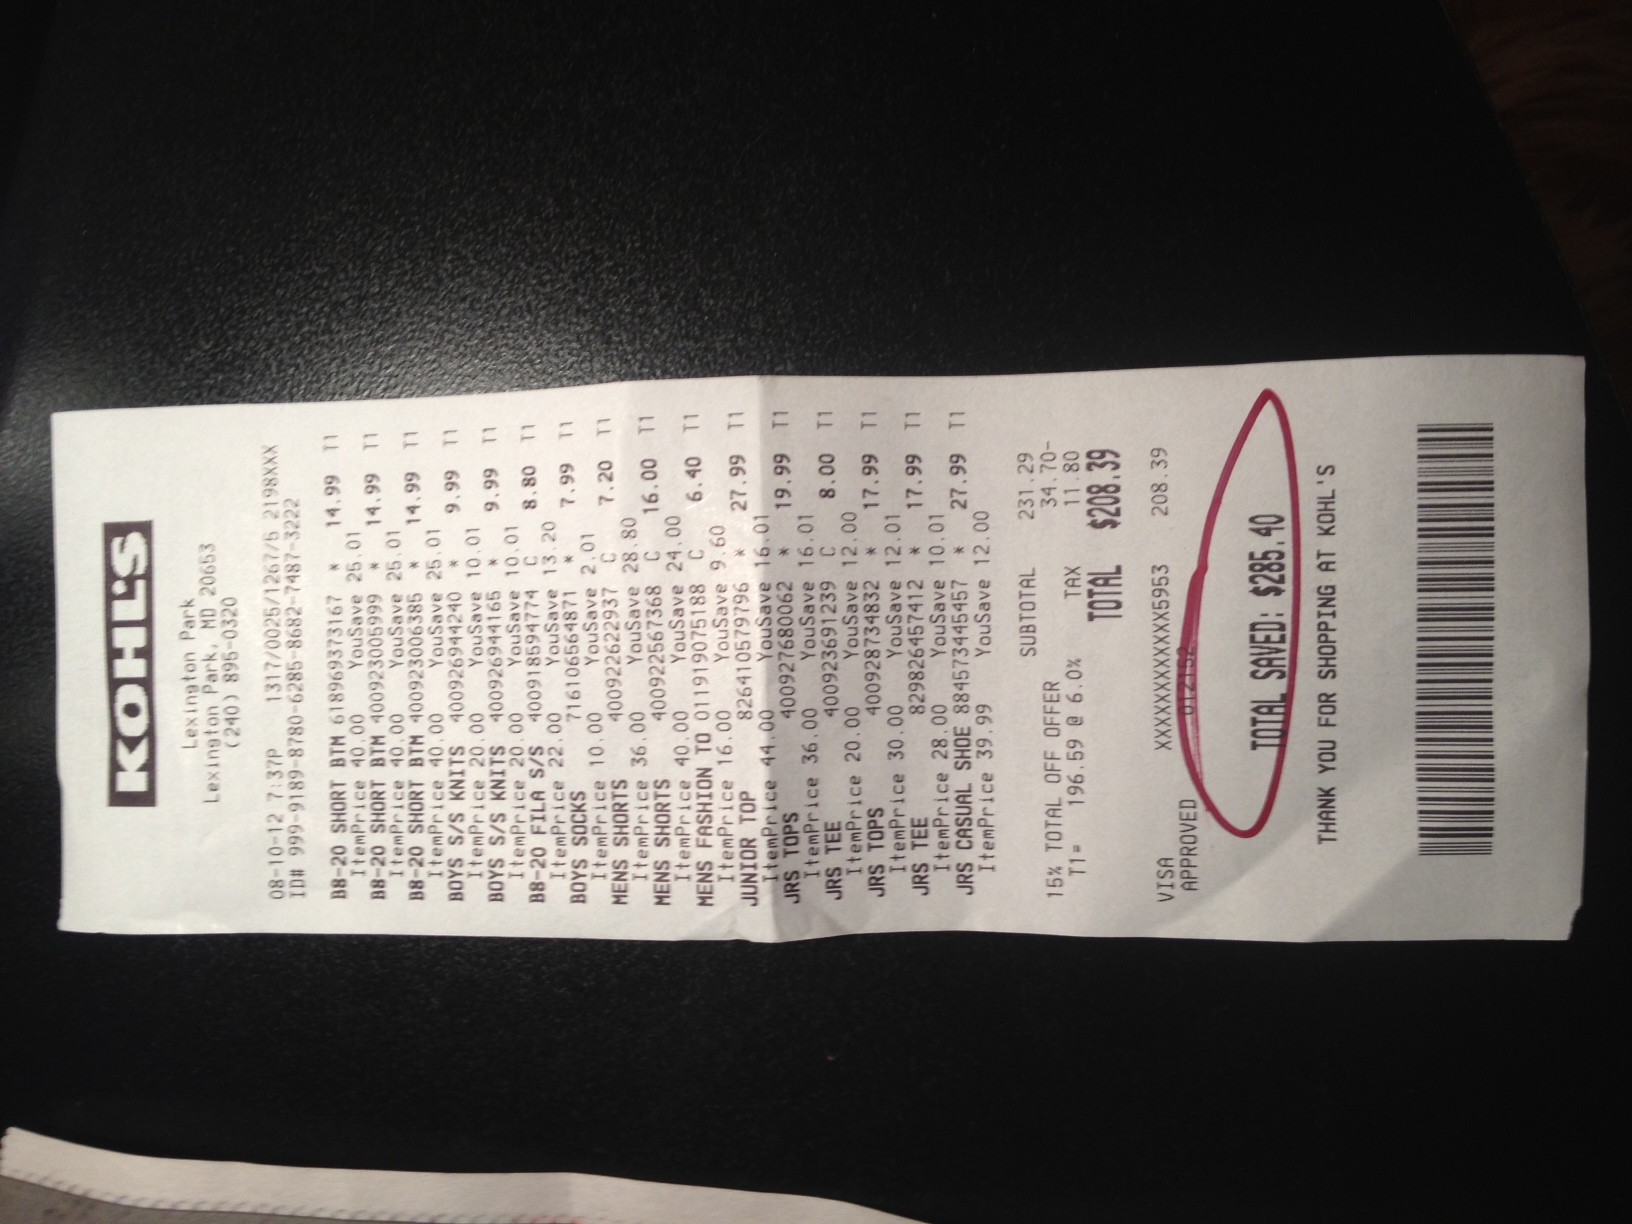 KOHL'S
Lexington Park
Lexington Park, MD 20653
(240) 895-0320
08-10-12 7:37P 1317/0025/1267/5 2198XXX
ID# 999-9189-8780-6285-8682-7487-3222
B8-20 SHORT BTM 618969373167 * 14.99 T1
ItemPrice 40.00 YouSave 25.01
B8-20 SHORT BTM 400923005999 * 14.99 T1
ItemPrice 40.00 YouSave 25.01
B8-20 SHORT BTM 400923006385 * 14.99 T1
ItemPrice 40.00 YouSave 25.01
BOYS S/S KNITS 400926944240 * 9.99 T1
ItemPrice 20.00 YouSave 10.01
BOYS S/S KNITS 400926944165 * 9.99 T1
ItemPrice 20.00 YouSave 10.01
B8-20 FILA S/S 400918594774 C 8.80 T1
ItemPrice 22.00 YouSave 13.20
BOYS SOCKS 716106564871 * 7.99 T1
ItemPrice 10.00 YouSave 2.01
MENS SHORTS 400922622937 C 7.20 T1
ItemPrice 36.00 YouSave 28.80
MENS SHORTS 400922567368 C 16.00 T1
ItemPrice 40.00 YouSave 24.00
MENS FASHION TO 011919075188 C 6.40 T1
ItemPrice 16.00 YouSave 9.60
JUNIOR TOP 826410579796 * 27.99 T1
ItemPrice 44.00 YouSave 16.01
JRS TOPS 400927680062 * 19.99 T1
ItemPrice 36.00 YouSave 16.01
JRS TEE 400923691239 C 8.00 T1
ItemPrice 20.00 YouSave 12.00
JRS TOPS 400928734832 * 17.99 T1
ItemPrice 30.00 YouSave 12.01
JRS TEE 829826457412 * 17.99 T1
ItemPrice 28.00 YouSave 10.01
JRS CASUAL SHOE 884573445457 * 27.99 T1
ItemPrice 39.99 YouSave 12.00
SUBTOTAL 231.29
15% TOTAL OFF OFFER 34.70-
T1= 196.59 @ 6.0% TAX 11.80
TOTAL $208.39
VISA XXXXXXXXXXXX5953 208.39
APPROVED 012152
TOTAL SAVED: $285.40
THANK YOU FOR SHOPPING AT KOHL'S